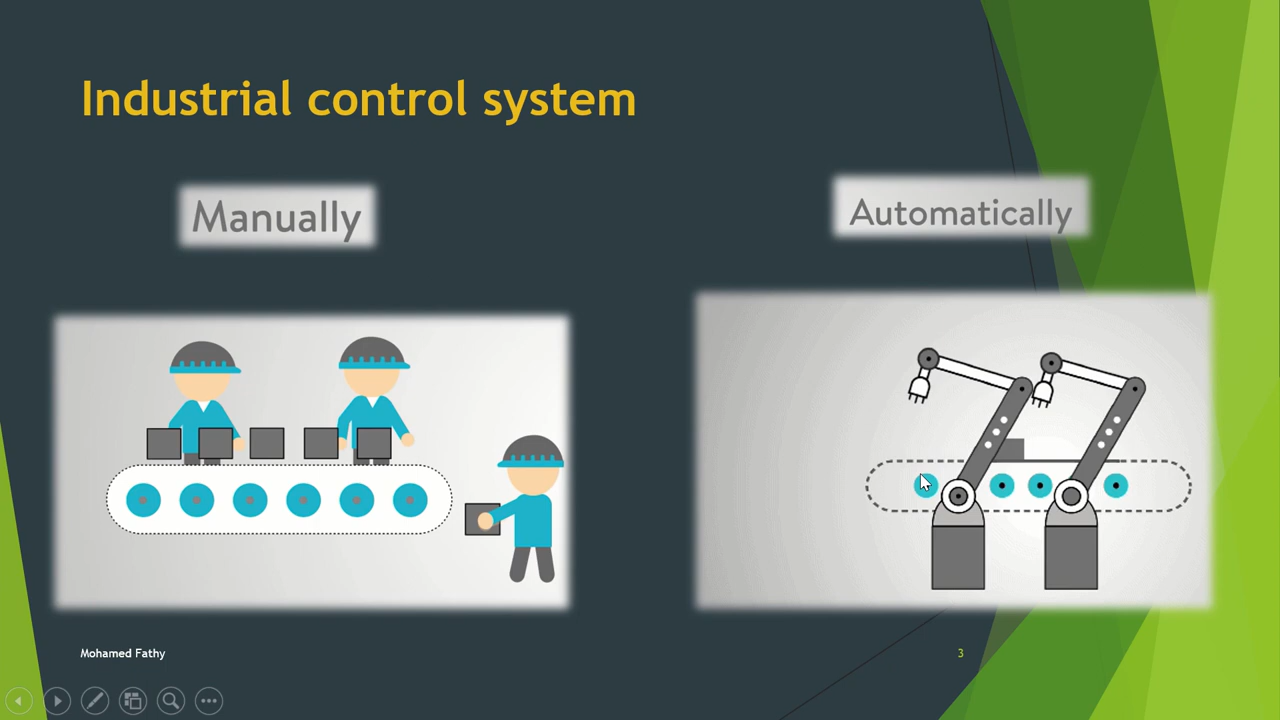 Industrial control system
Manually
Automatically
Mohamed Fathy
3